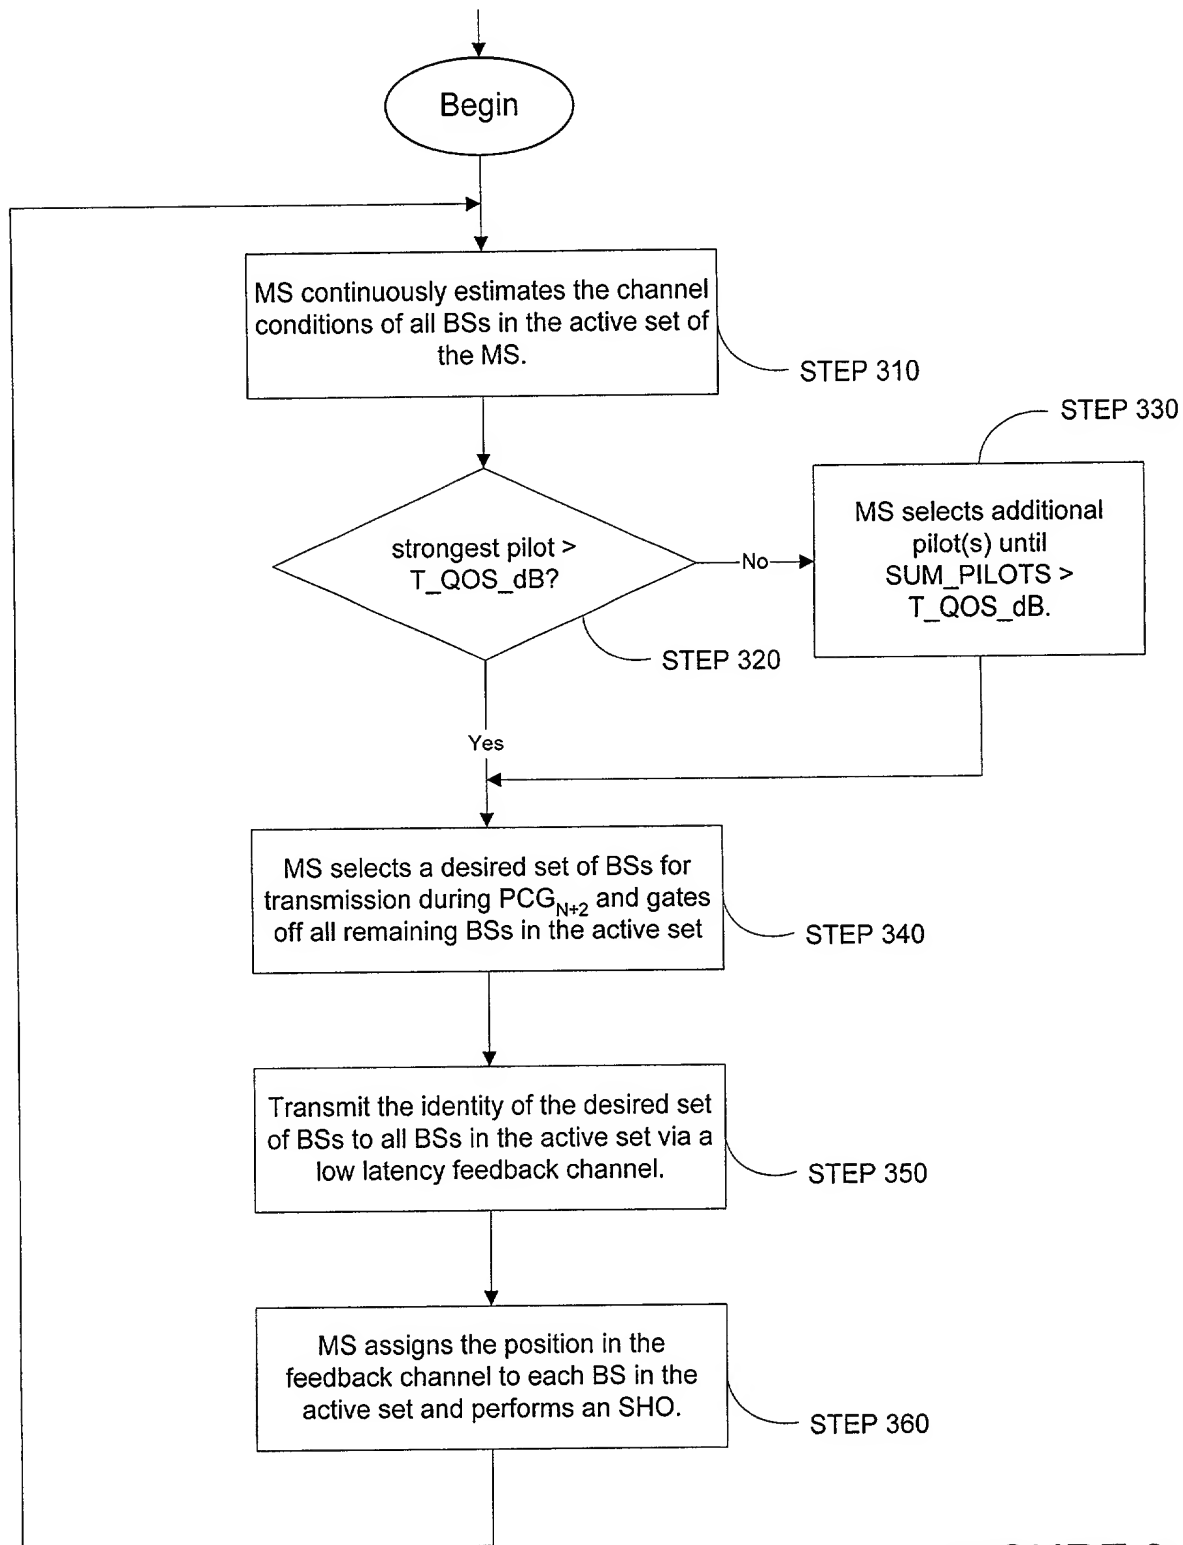 Begin
MS continuously estimates the channel
conditions of all BSs in the active set of
the MS.
STEP 310
STEP 330
strongest pilot >
T_QOS_dB?
No
MS selects additional
pilot(s) until
SUM_PILOTS >
T_QOS_dB.
STEP 320
Yes
MS selects a desired set of BSs for
transmission during PCG_{N+2} and gates
off all remaining BSs in the active set
STEP 340
Transmit the identity of the desired set
of BSs to all BSs in the active set via a
low latency feedback channel.
STEP 350
MS assigns the position in the
feedback channel to each BS in the
active set and performs an SHO.
STEP 360